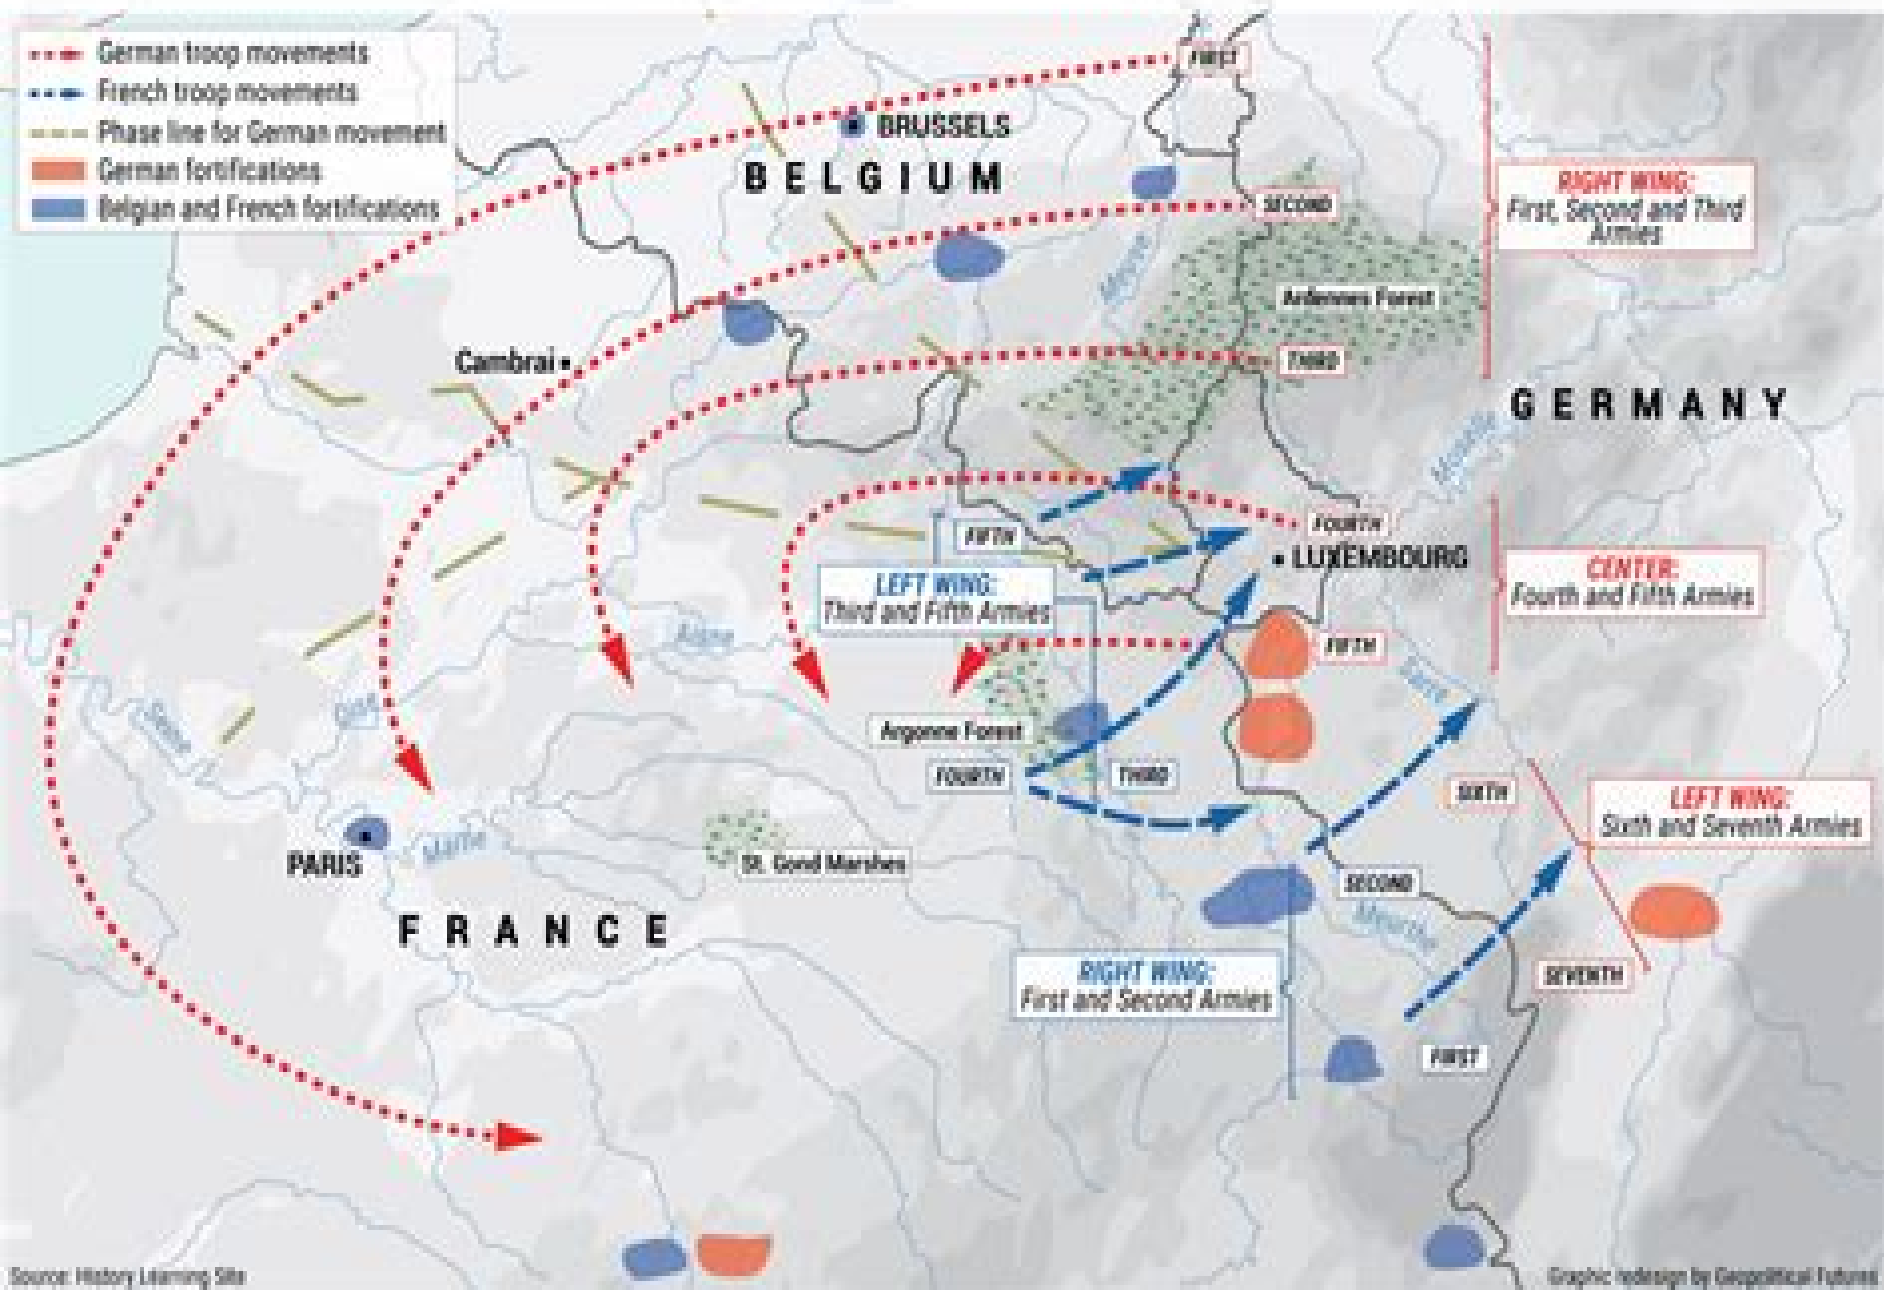 German troop movements
French troop movements
Phase line for German movement
German fortifications
Belgian and French fortifications
FIRST
BRUSSELS
BELGIUM
SECOND
RIGHT WING:
First, Second and Third
Armies
Meuse
Ardennes Forest
Cambrai
THIRD
GERMANY
Moselle
FOURTH
FIFTH
LUXEMBOURG
LEFT WING:
Third and Fifth Armies
CENTER:
Fourth and Fifth Armies
Aisne
FIFTH
Sarre
Seine
Oise
Argonne Forest
FOURTH
THIRD
SIXTH
LEFT WING:
Sixth and Seventh Armies
PARIS
Marne
St. Gond Marshes
SECOND
FRANCE
Meurthe
RIGHT WING:
First and Second Armies
SEVENTH
FIRST
Source: History Learning Site
Graphic redesign by Geopolitical Futures